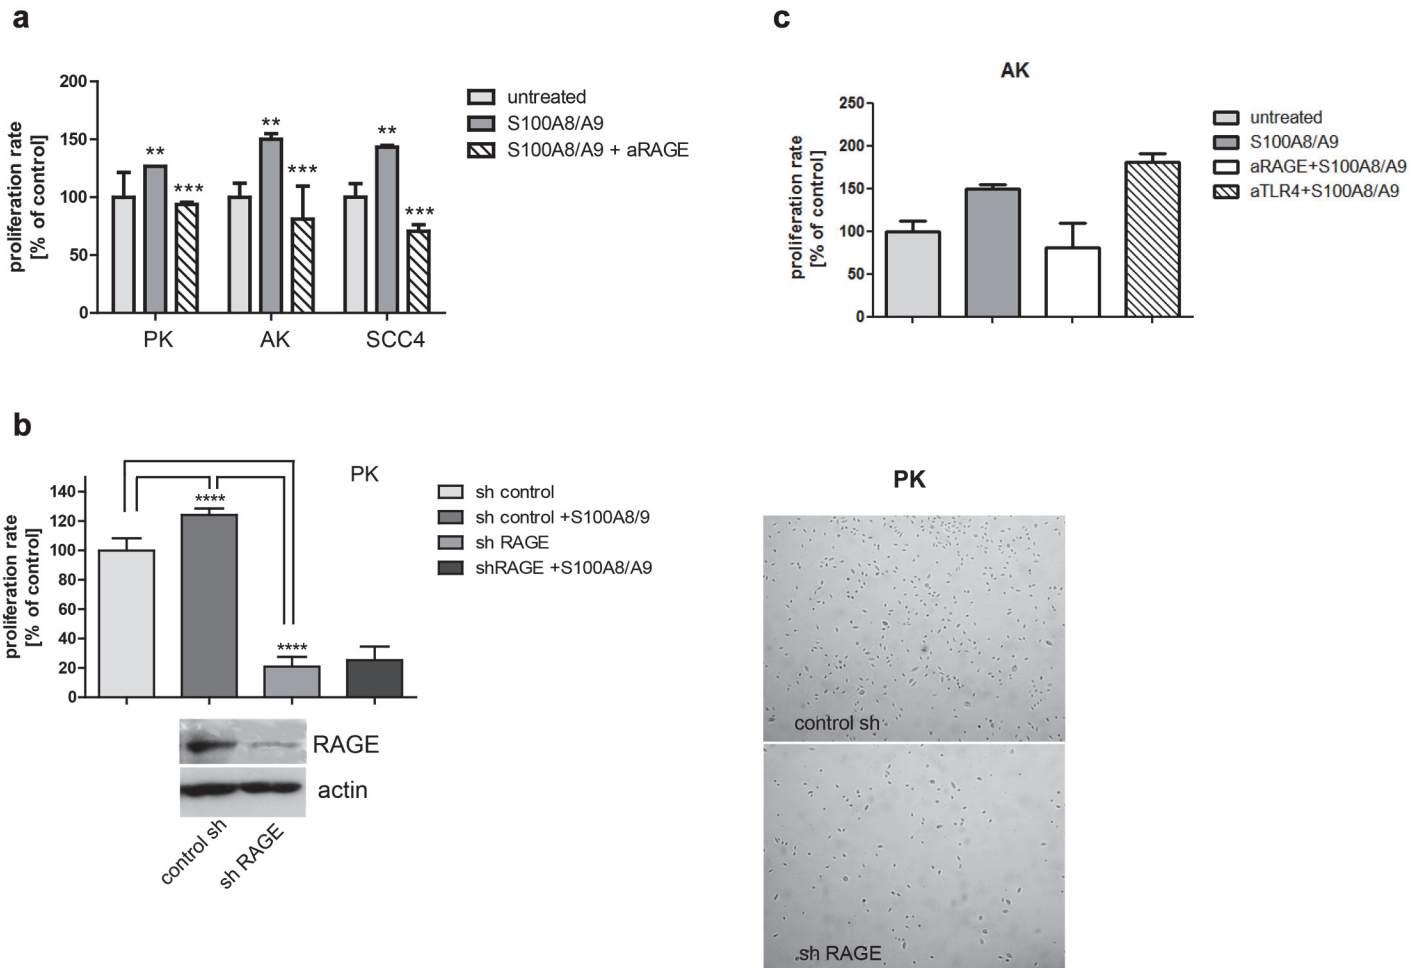 a
200
150
100
50
0
proliferation rate
[% of control]
**
***
**
***
**
***
PK
AK
SCC4
untreated
S100A8/A9
S100A8/A9 + aRAGE
c
AK
250
200
150
100
50
0
proliferation rate
[% of control]
untreated
S100A8/A9
aRAGE+S100A8/A9
aTLR4+S100A8/A9
b
PK
140
120
100
80
60
40
20
0
proliferation rate
[% of control]
****
****
sh control
sh control +S100A8/9
sh RAGE
shRAGE +S100A8/A9
RAGE
actin
control sh
sh RAGE
PK
control sh
sh RAGE